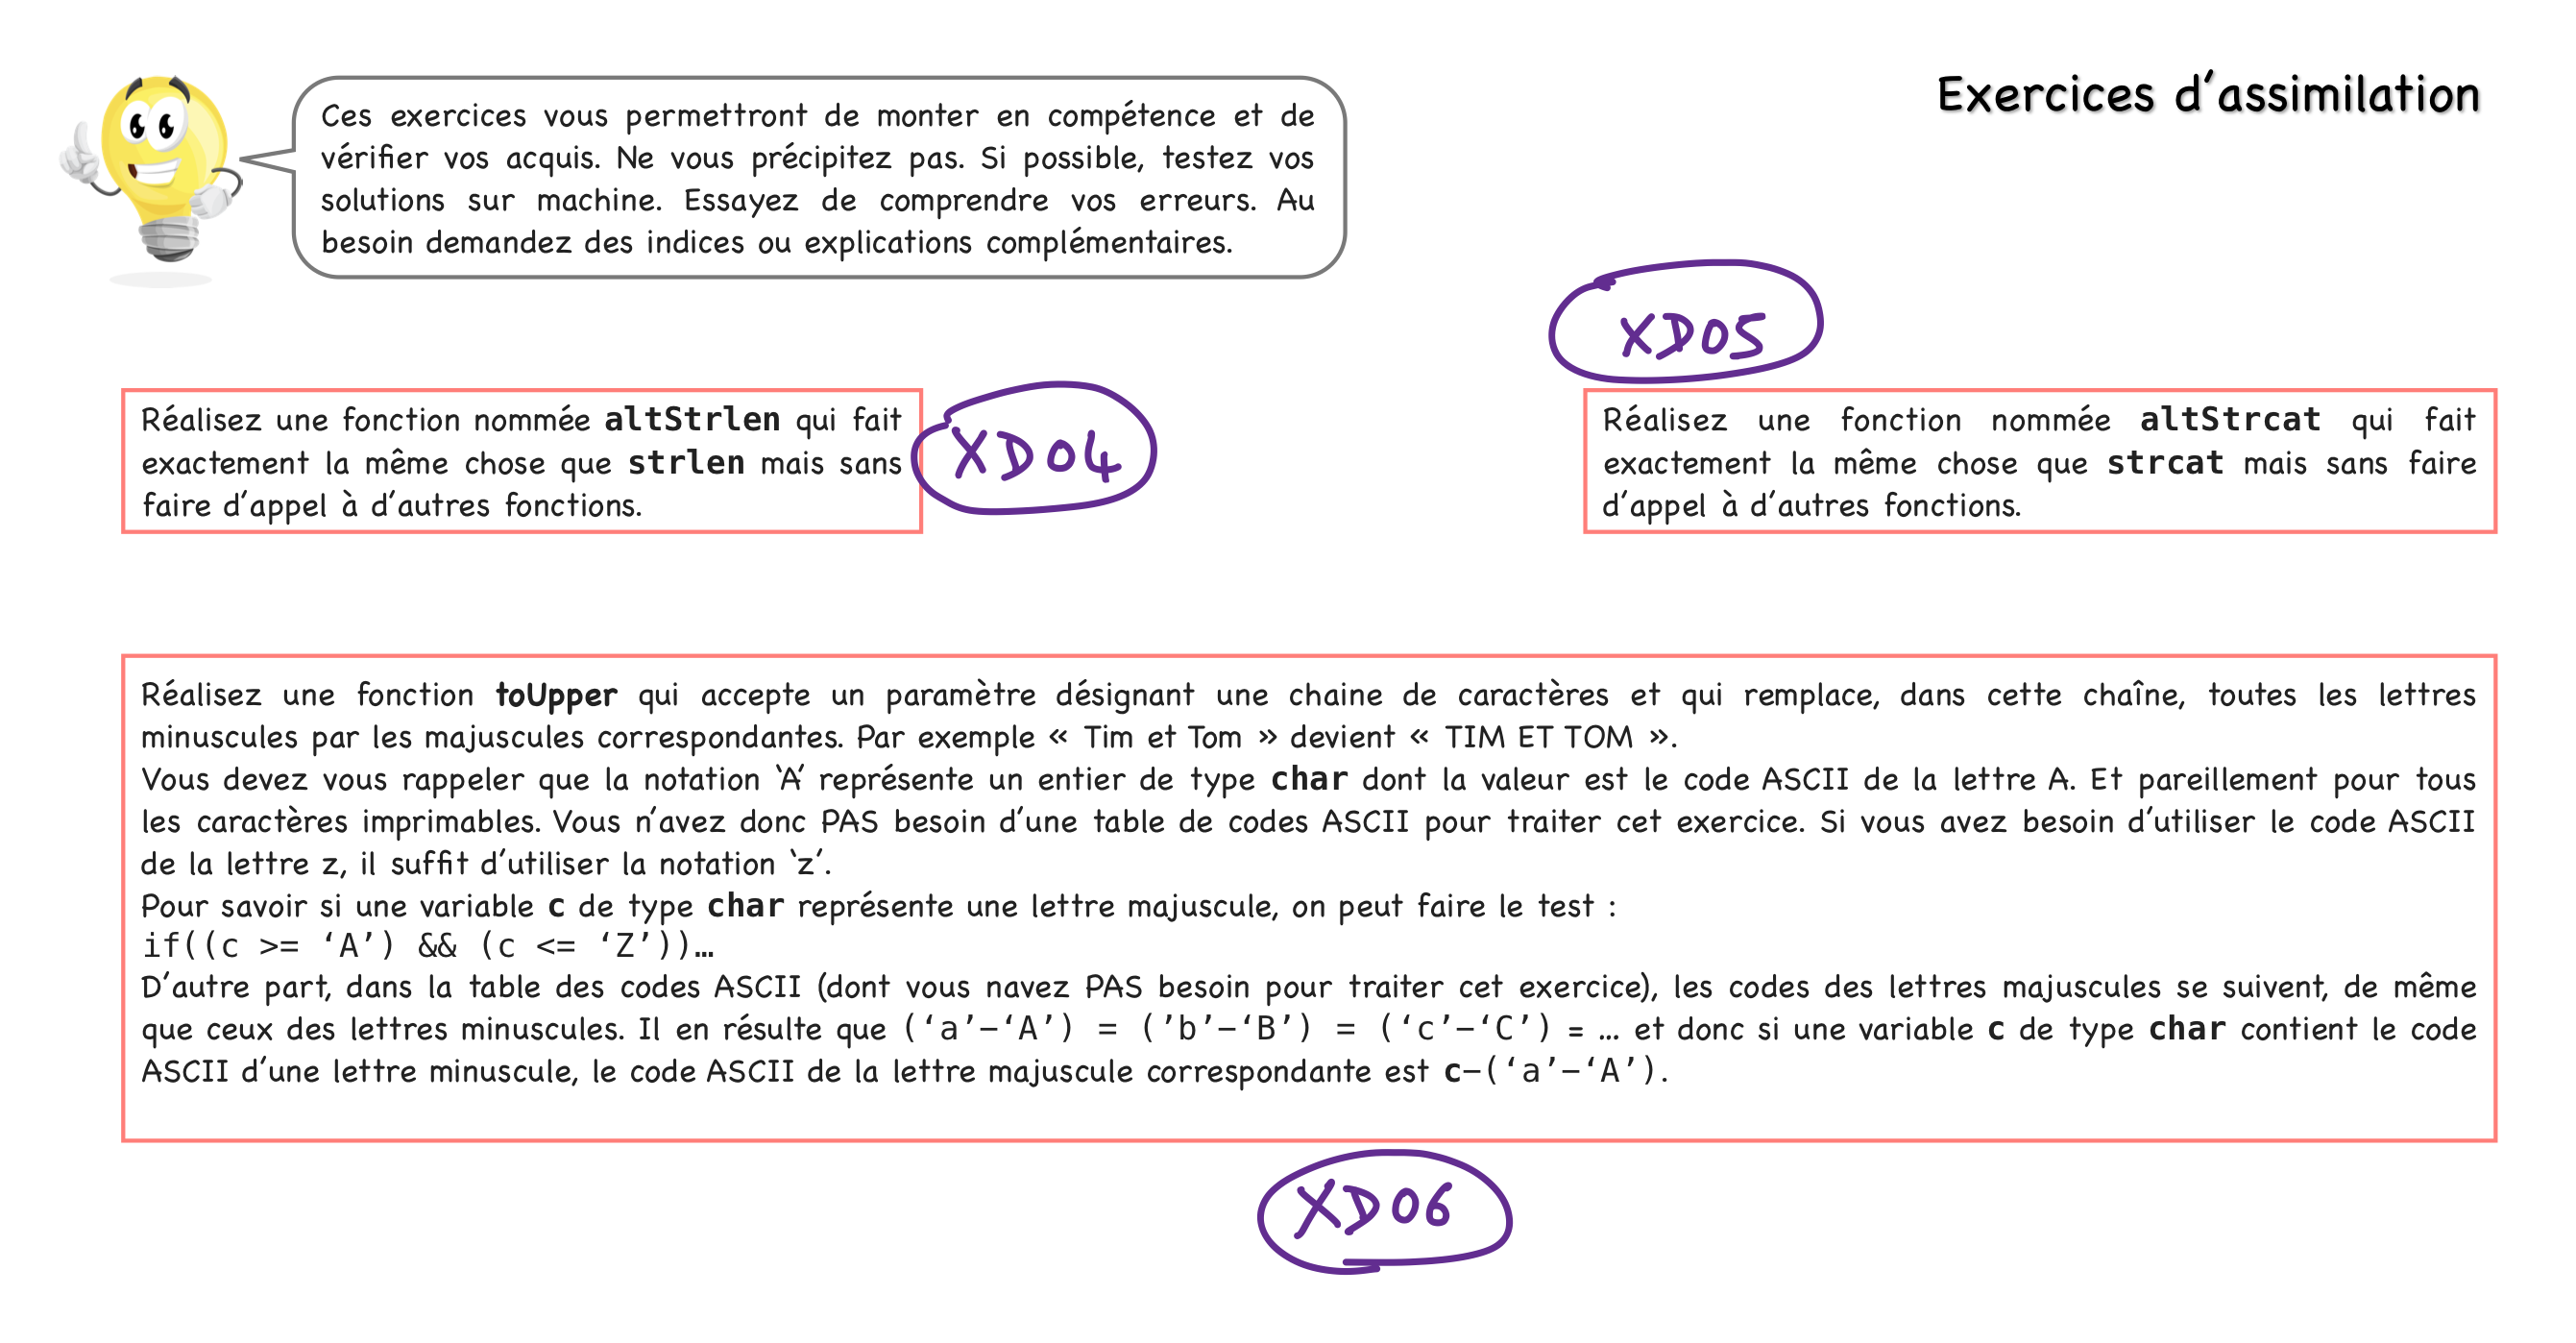 Exercices d’assimilation
Ces exercices vous permettront de monter en compétence et de
vérifier vos acquis. Ne vous précipitez pas. Si possible, testez vos
solutions sur machine. Essayez de comprendre vos erreurs. Au
besoin demandez des indices ou explications complémentaires.
XD05
Réalisez une fonction nommée altStrlen qui fait
exactement la même chose que strlen mais sans
faire d’appel à d’autres fonctions.
XD04
Réalisez une fonction nommée altStrcat qui fait
exactement la même chose que strcat mais sans faire
d’appel à d’autres fonctions.
Réalisez une fonction toUpper qui accepte un paramètre désignant une chaine de caractères et qui remplace, dans cette chaîne, toutes les lettres
minuscules par les majuscules correspondantes. Par exemple « Tim et Tom » devient « TIM ET TOM ».
Vous devez vous rappeler que la notation ‘A’ représente un entier de type char dont la valeur est le code ASCII de la lettre A. Et pareillement pour tous
les caractères imprimables. Vous n’avez donc PAS besoin d’une table de codes ASCII pour traiter cet exercice. Si vous avez besoin d’utiliser le code ASCII
de la lettre z, il suffit d’utiliser la notation ‘z’.
Pour savoir si une variable c de type char représente une lettre majuscule, on peut faire le test :
if((c >= ‘A’) && (c <= ‘Z’))…
D’autre part, dans la table des codes ASCII (dont vous navez PAS besoin pour traiter cet exercice), les codes des lettres majuscules se suivent, de même
que ceux des lettres minuscules. Il en résulte que (‘a’-‘A’) = (’b’-‘B’) = (‘c’-‘C’) = … et donc si une variable c de type char contient le code
ASCII d’une lettre minuscule, le code ASCII de la lettre majuscule correspondante est c-(‘a’-‘A’).
XD06